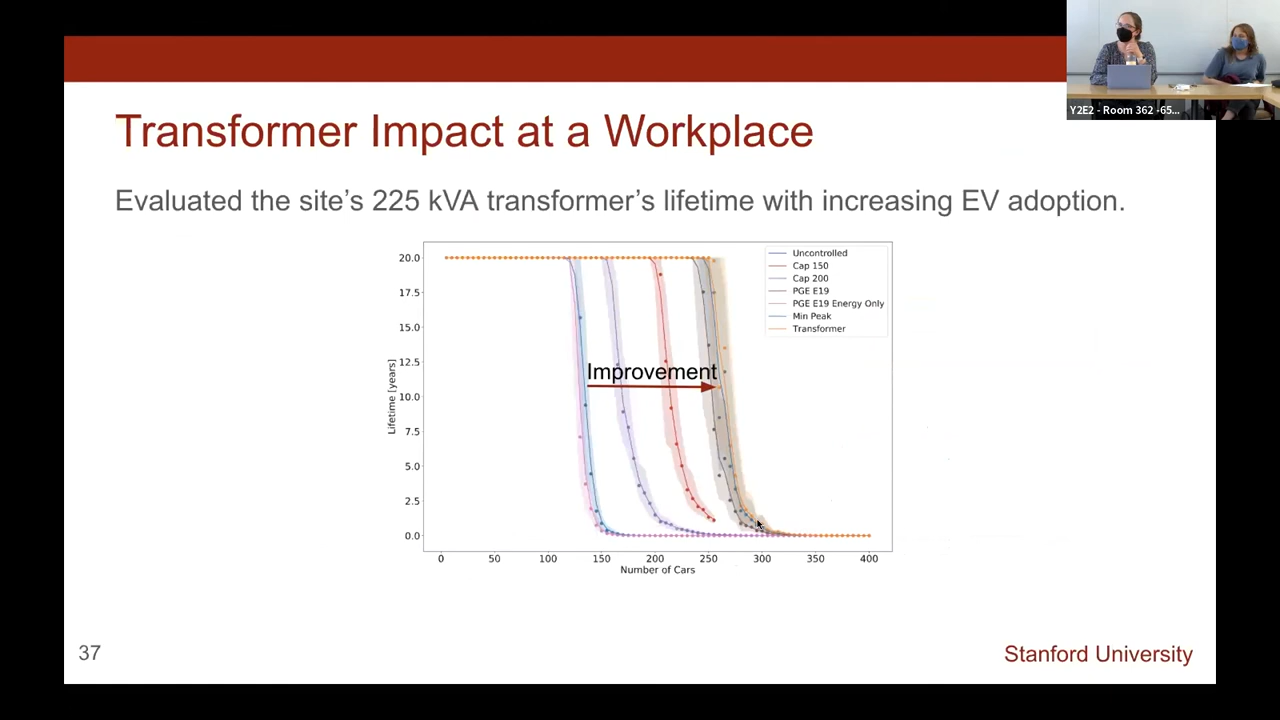 Y2E2 - Room 362 -65...
Transformer Impact at a Workplace
Evaluated the site's 225 kVA transformer's lifetime with increasing EV adoption.
Uncontrolled
Cap 150
Cap 200
PGE E19
PGE E19 Energy Only
Min Peak
Transformer
Improvement
Lifetime [years]
20.0
17.5
15.0
12.5
10.0
7.5
5.0
2.5
0.0
0 50 100 150 200 250 300 350 400
Number of Cars
37
Stanford University